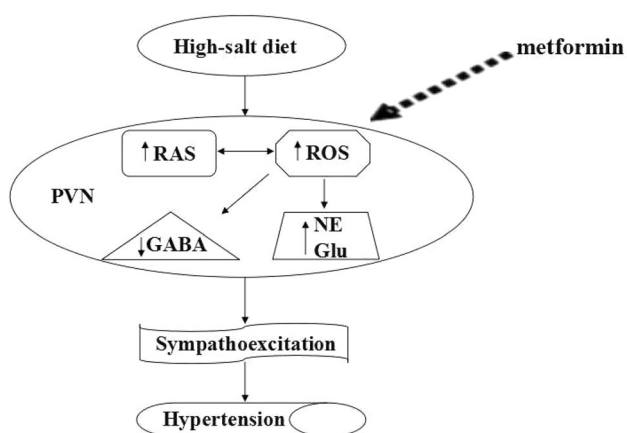 High-salt diet
metformin
↑RAS
↑ROS
PVN
↓GABA
↑NE
Glu
Sympathoexcitation
Hypertension